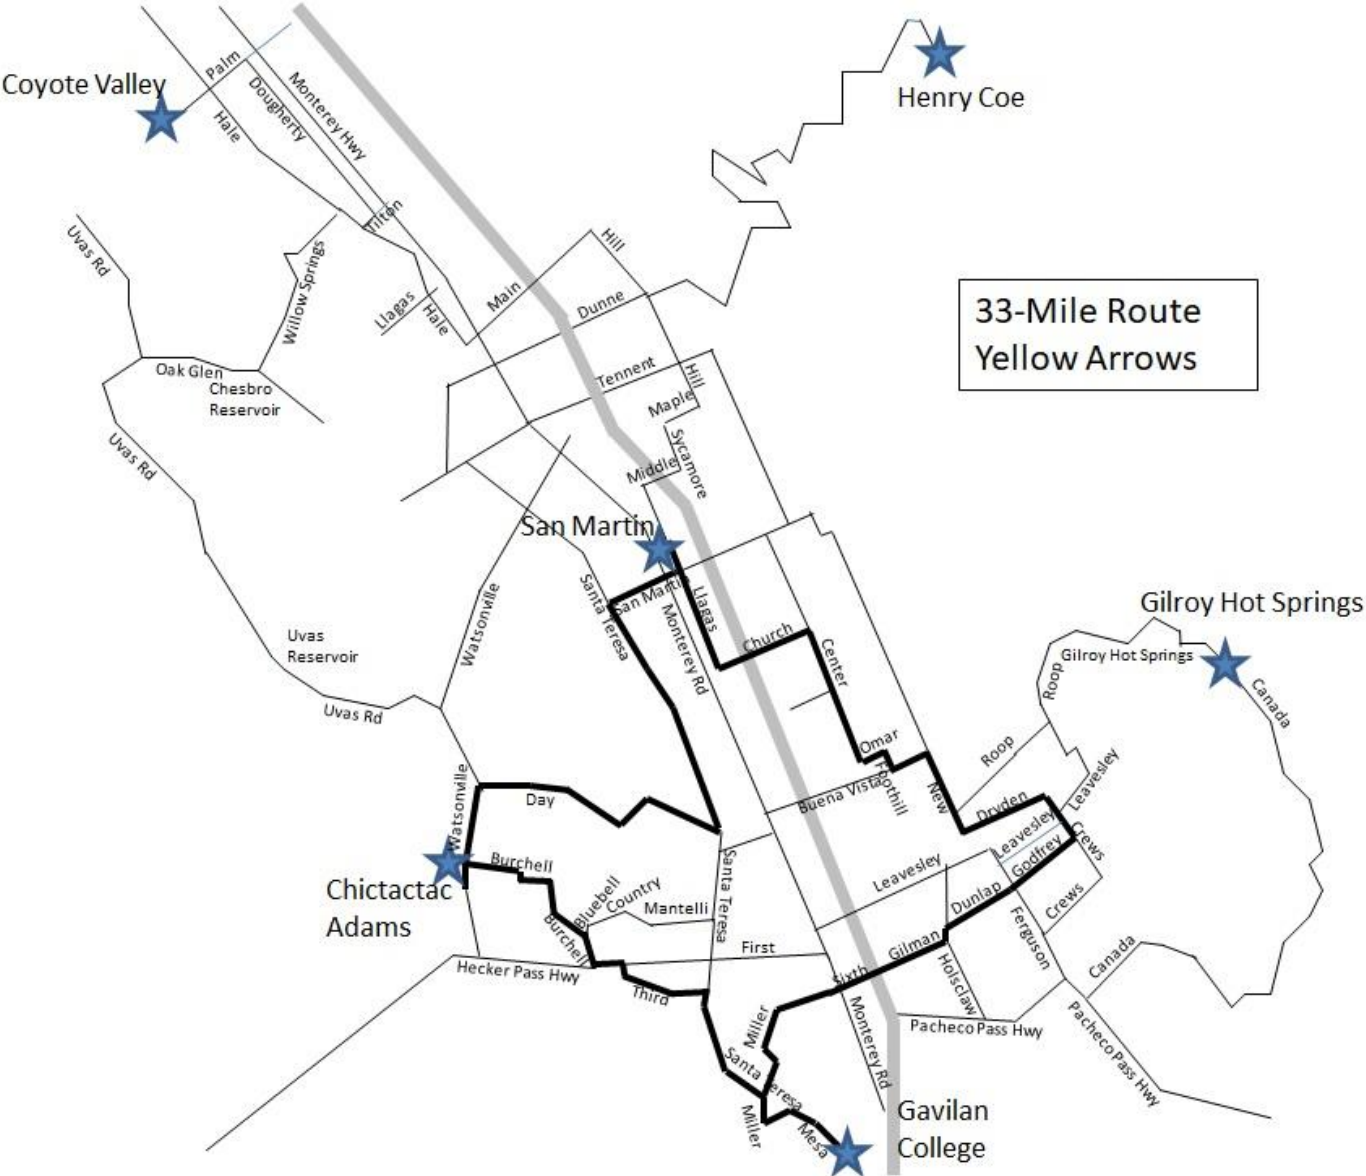 Palm
Coyote Valley
Dougherty
Monterey Hwy
Hale
Henry Coe
Tilton
Uvas Rd
Willow Springs
Hill
Llagas
Hale
Main
Dunne
33-Mile Route
Yellow Arrows
Oak Glen
Chesbro
Reservoir
Tennent
Hill
Maple
Sycamore
Uvas Rd
Middle
San Martin
Santa Teresa
San Martin
Llagas
Monterey Rd
Watsonville
Church
Center
Gilroy Hot Springs
Gilroy Hot Springs
Roop
Canada
Uvas
Reservoir
Uvas Rd
Omar
Foothill
Roop
Buena Vista
New
Dryden
Leavesley
Watsonville
Day
Leavesley
Crews
Godfrey
Burchell
Chictactac
Adams
Bluebell
Country
Mantelli
Santa Teresa
Leavesley
Dunlap
Crews
Ferguson
Burchell
First
Gilman
Holsclaw
Canada
Hecker Pass Hwy
Third
Sixth
Miller
Monterey Rd
Pacheco Pass Hwy
Pacheco Pass Hwy
Santa Teresa
Miller
Mesa
Gavilan
College